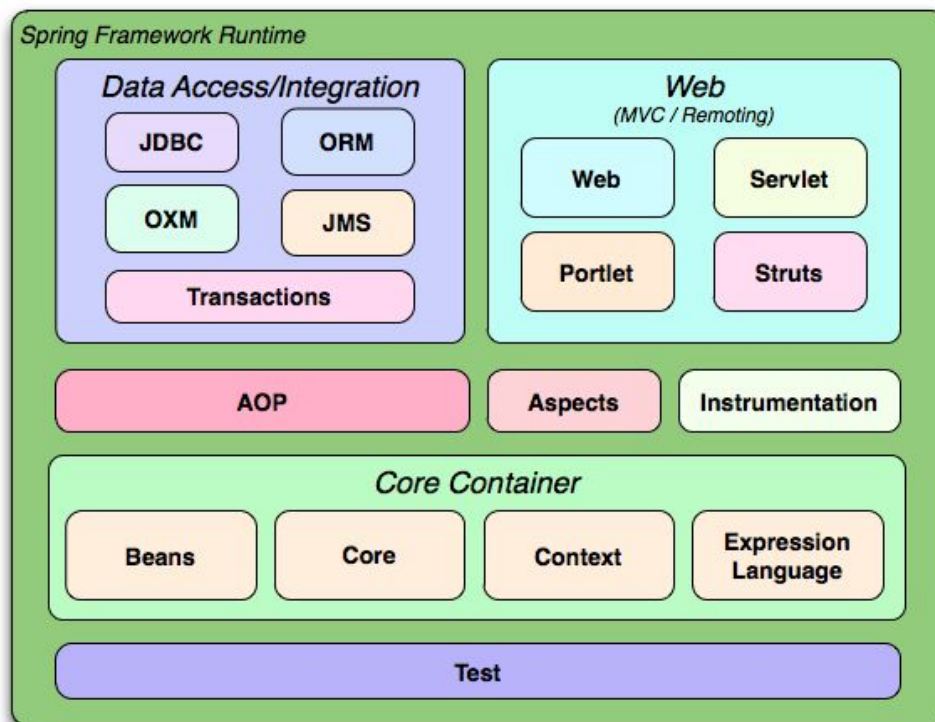 Spring Framework Runtime
Data Access/Integration
JDBC
ORM
OXM
JMS
Transactions
Web
(MVC / Remoting)
Web
Servlet
Portlet
Struts
AOP
Aspects
Instrumentation
Core Container
Beans
Core
Context
Expression
Language
Test